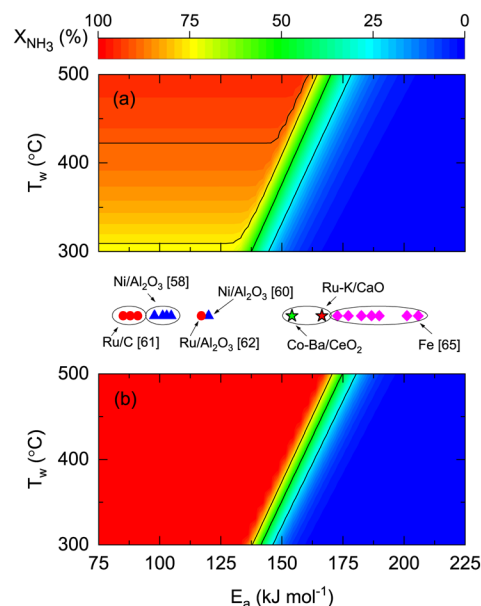 X_NH3 (%)
100 75 50 25 0
(a)
500
400
300
T_w (°C)
Ni/Al2O3 [58]
Ni/Al2O3 [60]
Ru-K/CaO
Ru/C [61]
Ru/Al2O3 [62]
Co-Ba/CeO2
Fe [65]
(b)
500
400
300
T_w (°C)
75 100 125 150 175 200 225
E_a (kJ mol⁻¹)